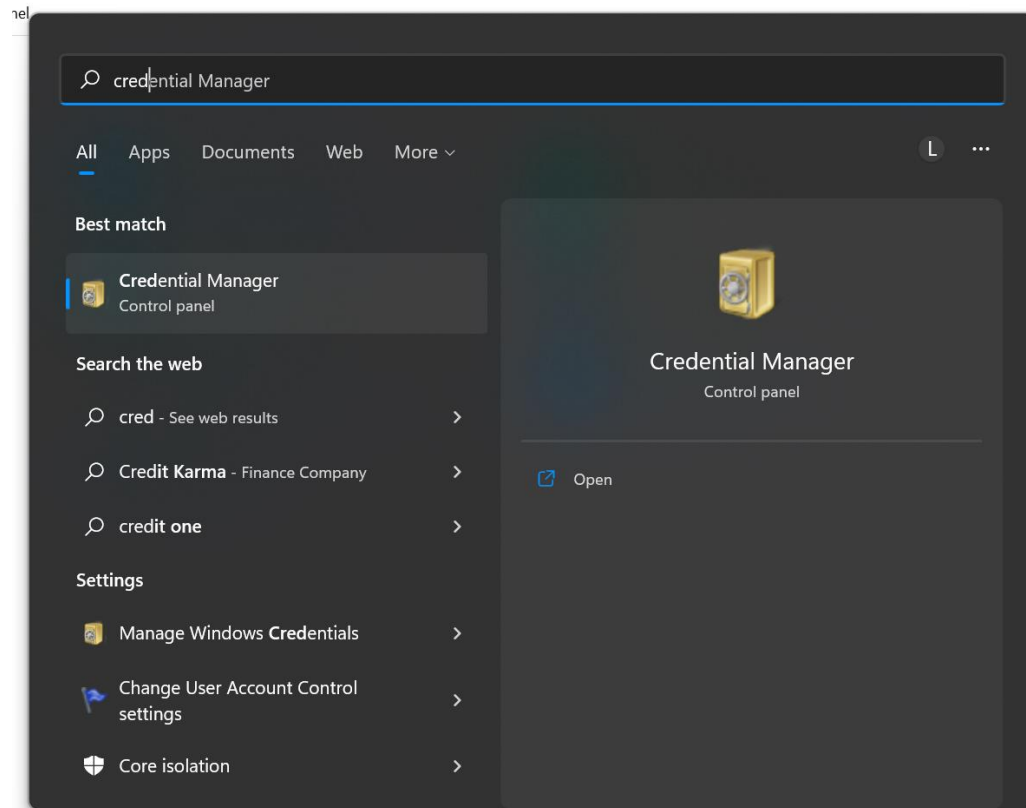 nel
credential Manager
All Apps Documents Web More
L
Best match
Credential Manager
Control panel
Search the web
cred - See web results
Credit Karma - Finance Company
credit one
Settings
Manage Windows Credentials
Change User Account Control
settings
Core isolation
Credential Manager
Control panel
Open